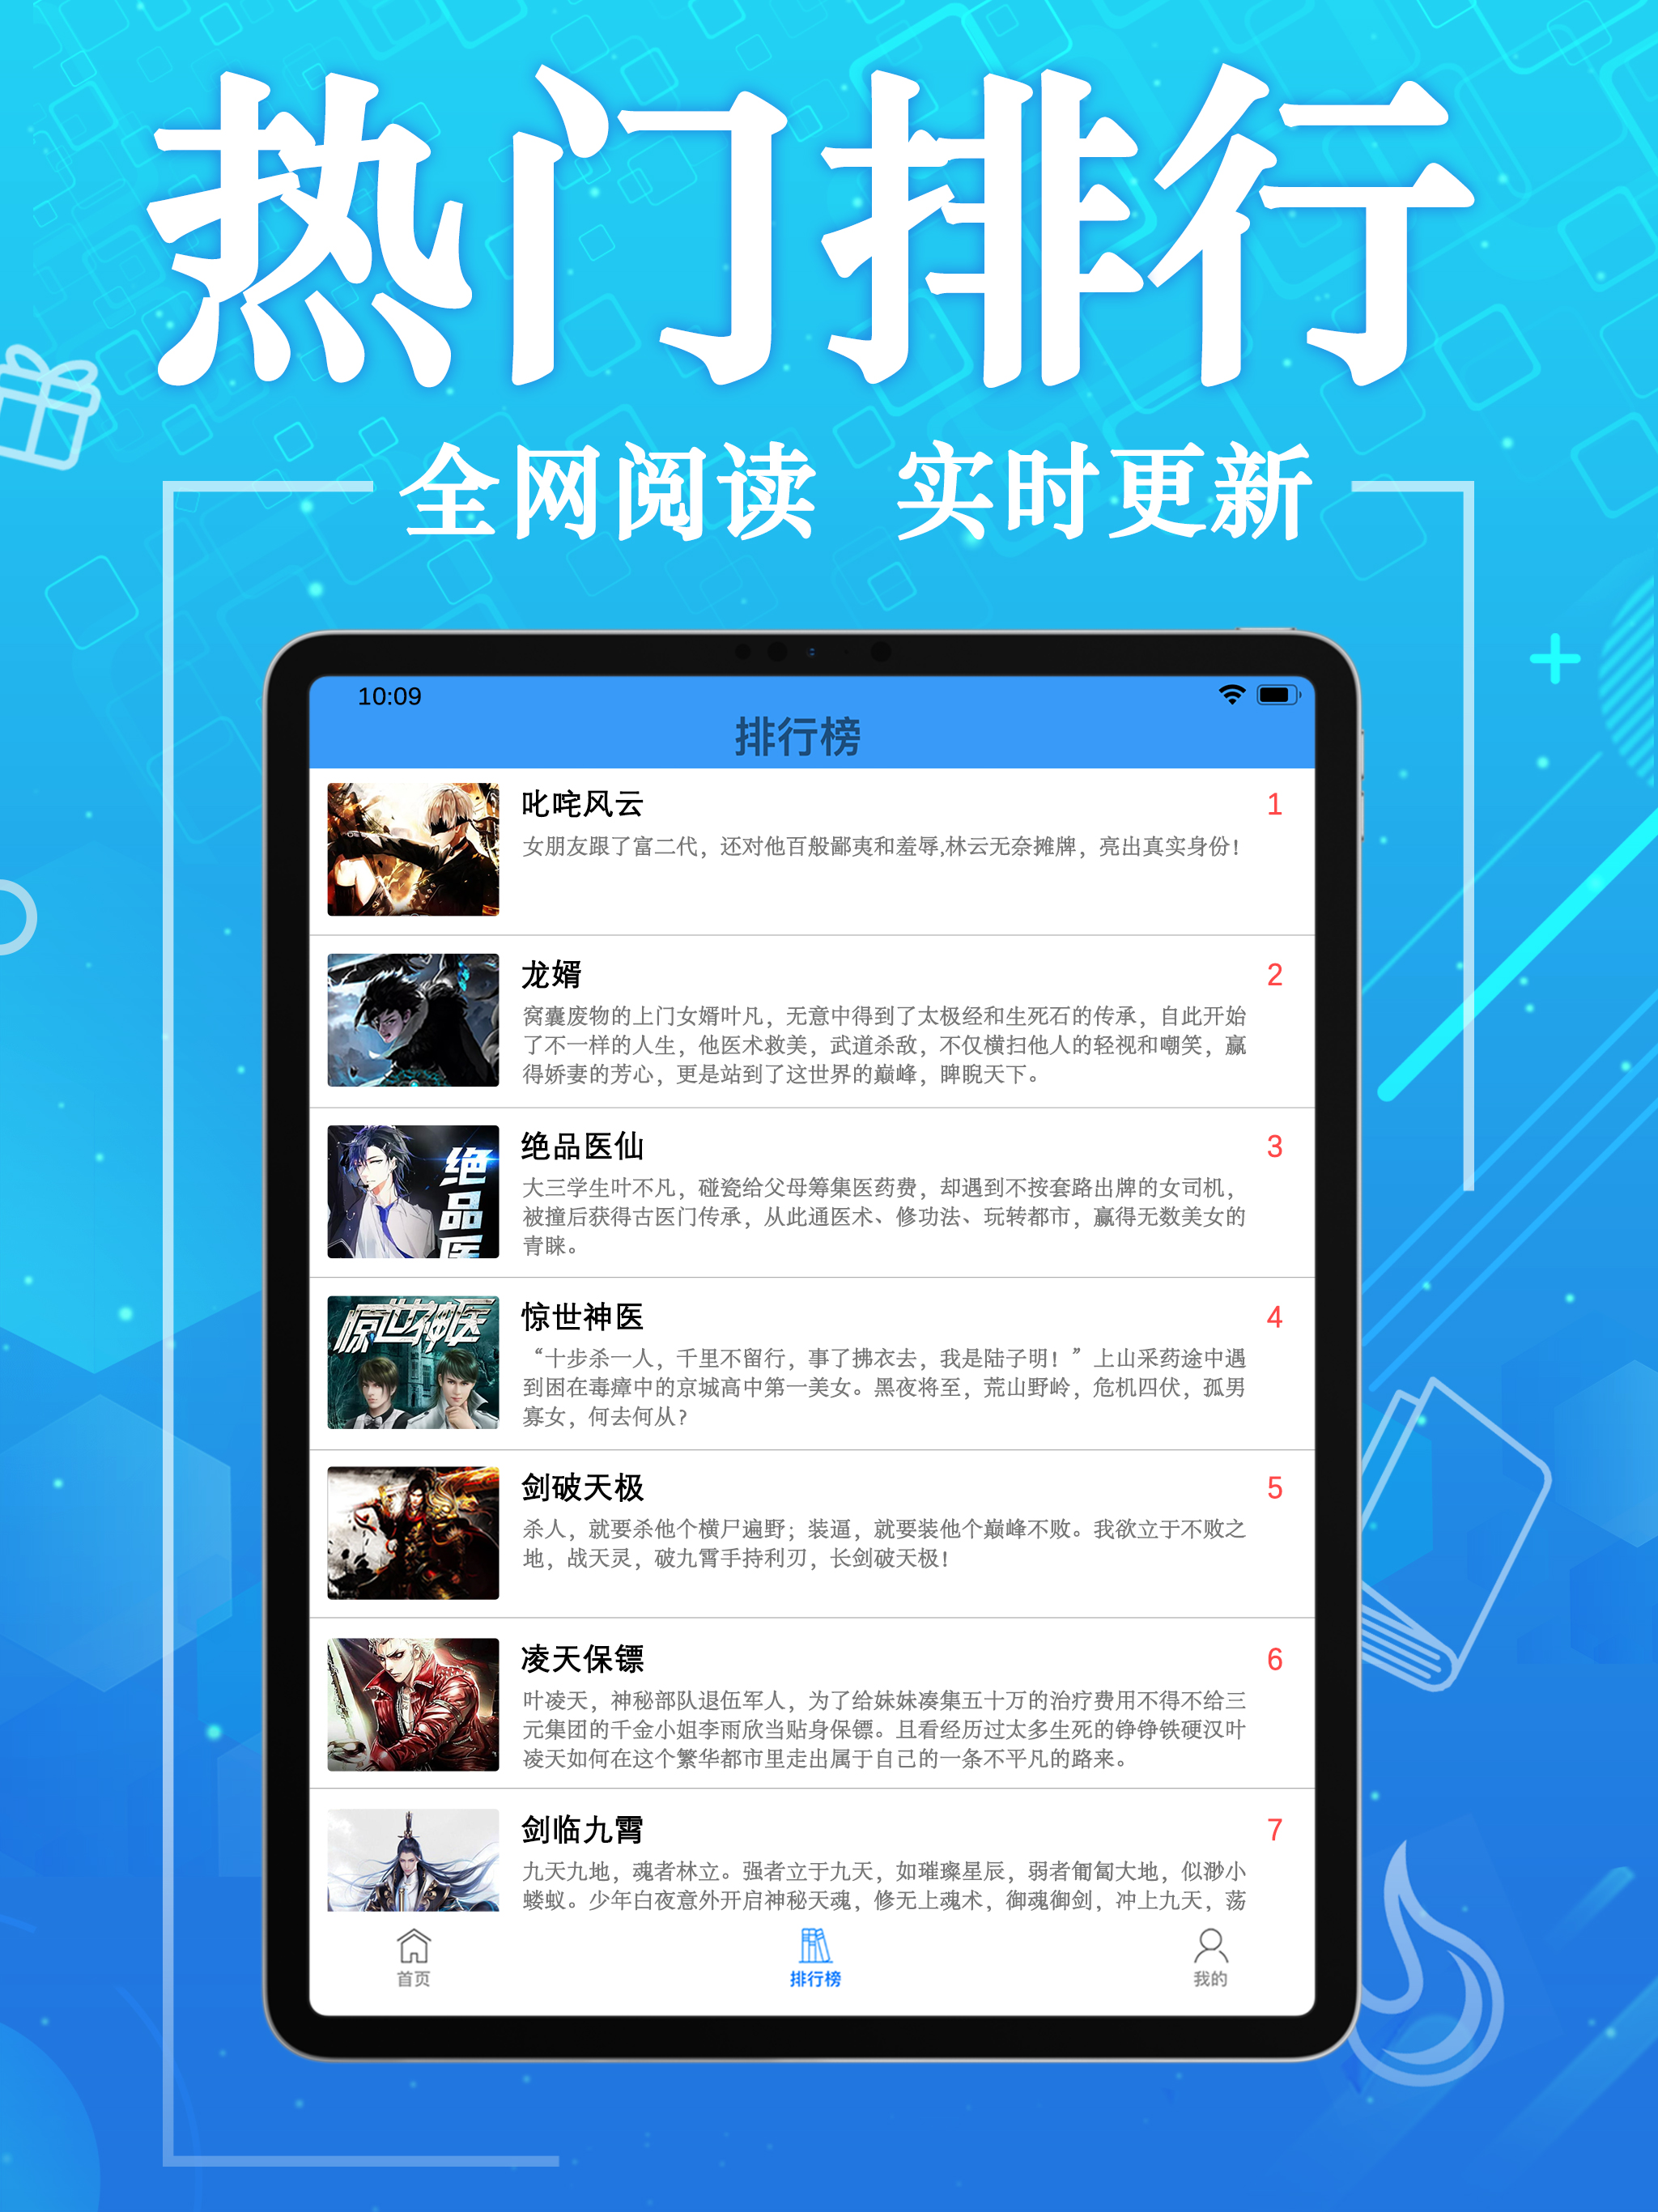 热门排行
全网阅读 实时更新
10:09
排行榜
叱咤风云
1
女朋友跟了富二代，还对他百般鄙夷和羞辱,林云无奈摊牌，亮出真实身份！
龙婿
2
窝囊废物的上门女婿叶凡，无意中得到了太极经和生死石的传承，自此开始
了不一样的人生，他医术救美，武道杀敌，不仅横扫他人的轻视和嘲笑，赢
得娇妻的芳心，更是站到了这世界的巅峰，睥睨天下。
绝品医
绝品医仙
3
大三学生叶不凡，碰瓷给父母筹集医药费，却遇到不按套路出牌的女司机，
被撞后获得古医门传承，从此通医术、修功法、玩转都市，赢得无数美女的
青睐。
惊世神医
惊世神医
4
“十步杀一人，千里不留行，事了拂衣去，我是陆子明！”上山采药途中遇
到困在毒瘴中的京城高中第一美女。黑夜将至，荒山野岭，危机四伏，孤男
寡女，何去何从？
剑破天极
5
杀人，就要杀他个横尸遍野；装逼，就要装他个巅峰不败。我欲立于不败之
地，战天灵，破九霄手持利刃，长剑破天极！
凌天保镖
6
叶凌天，神秘部队退伍军人，为了给妹妹凑集五十万的治疗费用不得不给三
元集团的千金小姐李雨欣当贴身保镖。且看经历过太多生死的铮铮铁硬汉叶
凌天如何在这个繁华都市里走出属于自己的一条不平凡的路来。
剑临九霄
7
九天九地，魂者林立。强者立于九天，如璀璨星辰，弱者匍匐大地，似渺小
蝼蚁。少年白夜意外开启神秘天魂，修无上魂术，御魂御剑，冲上九天，荡
首页
排行榜
我的